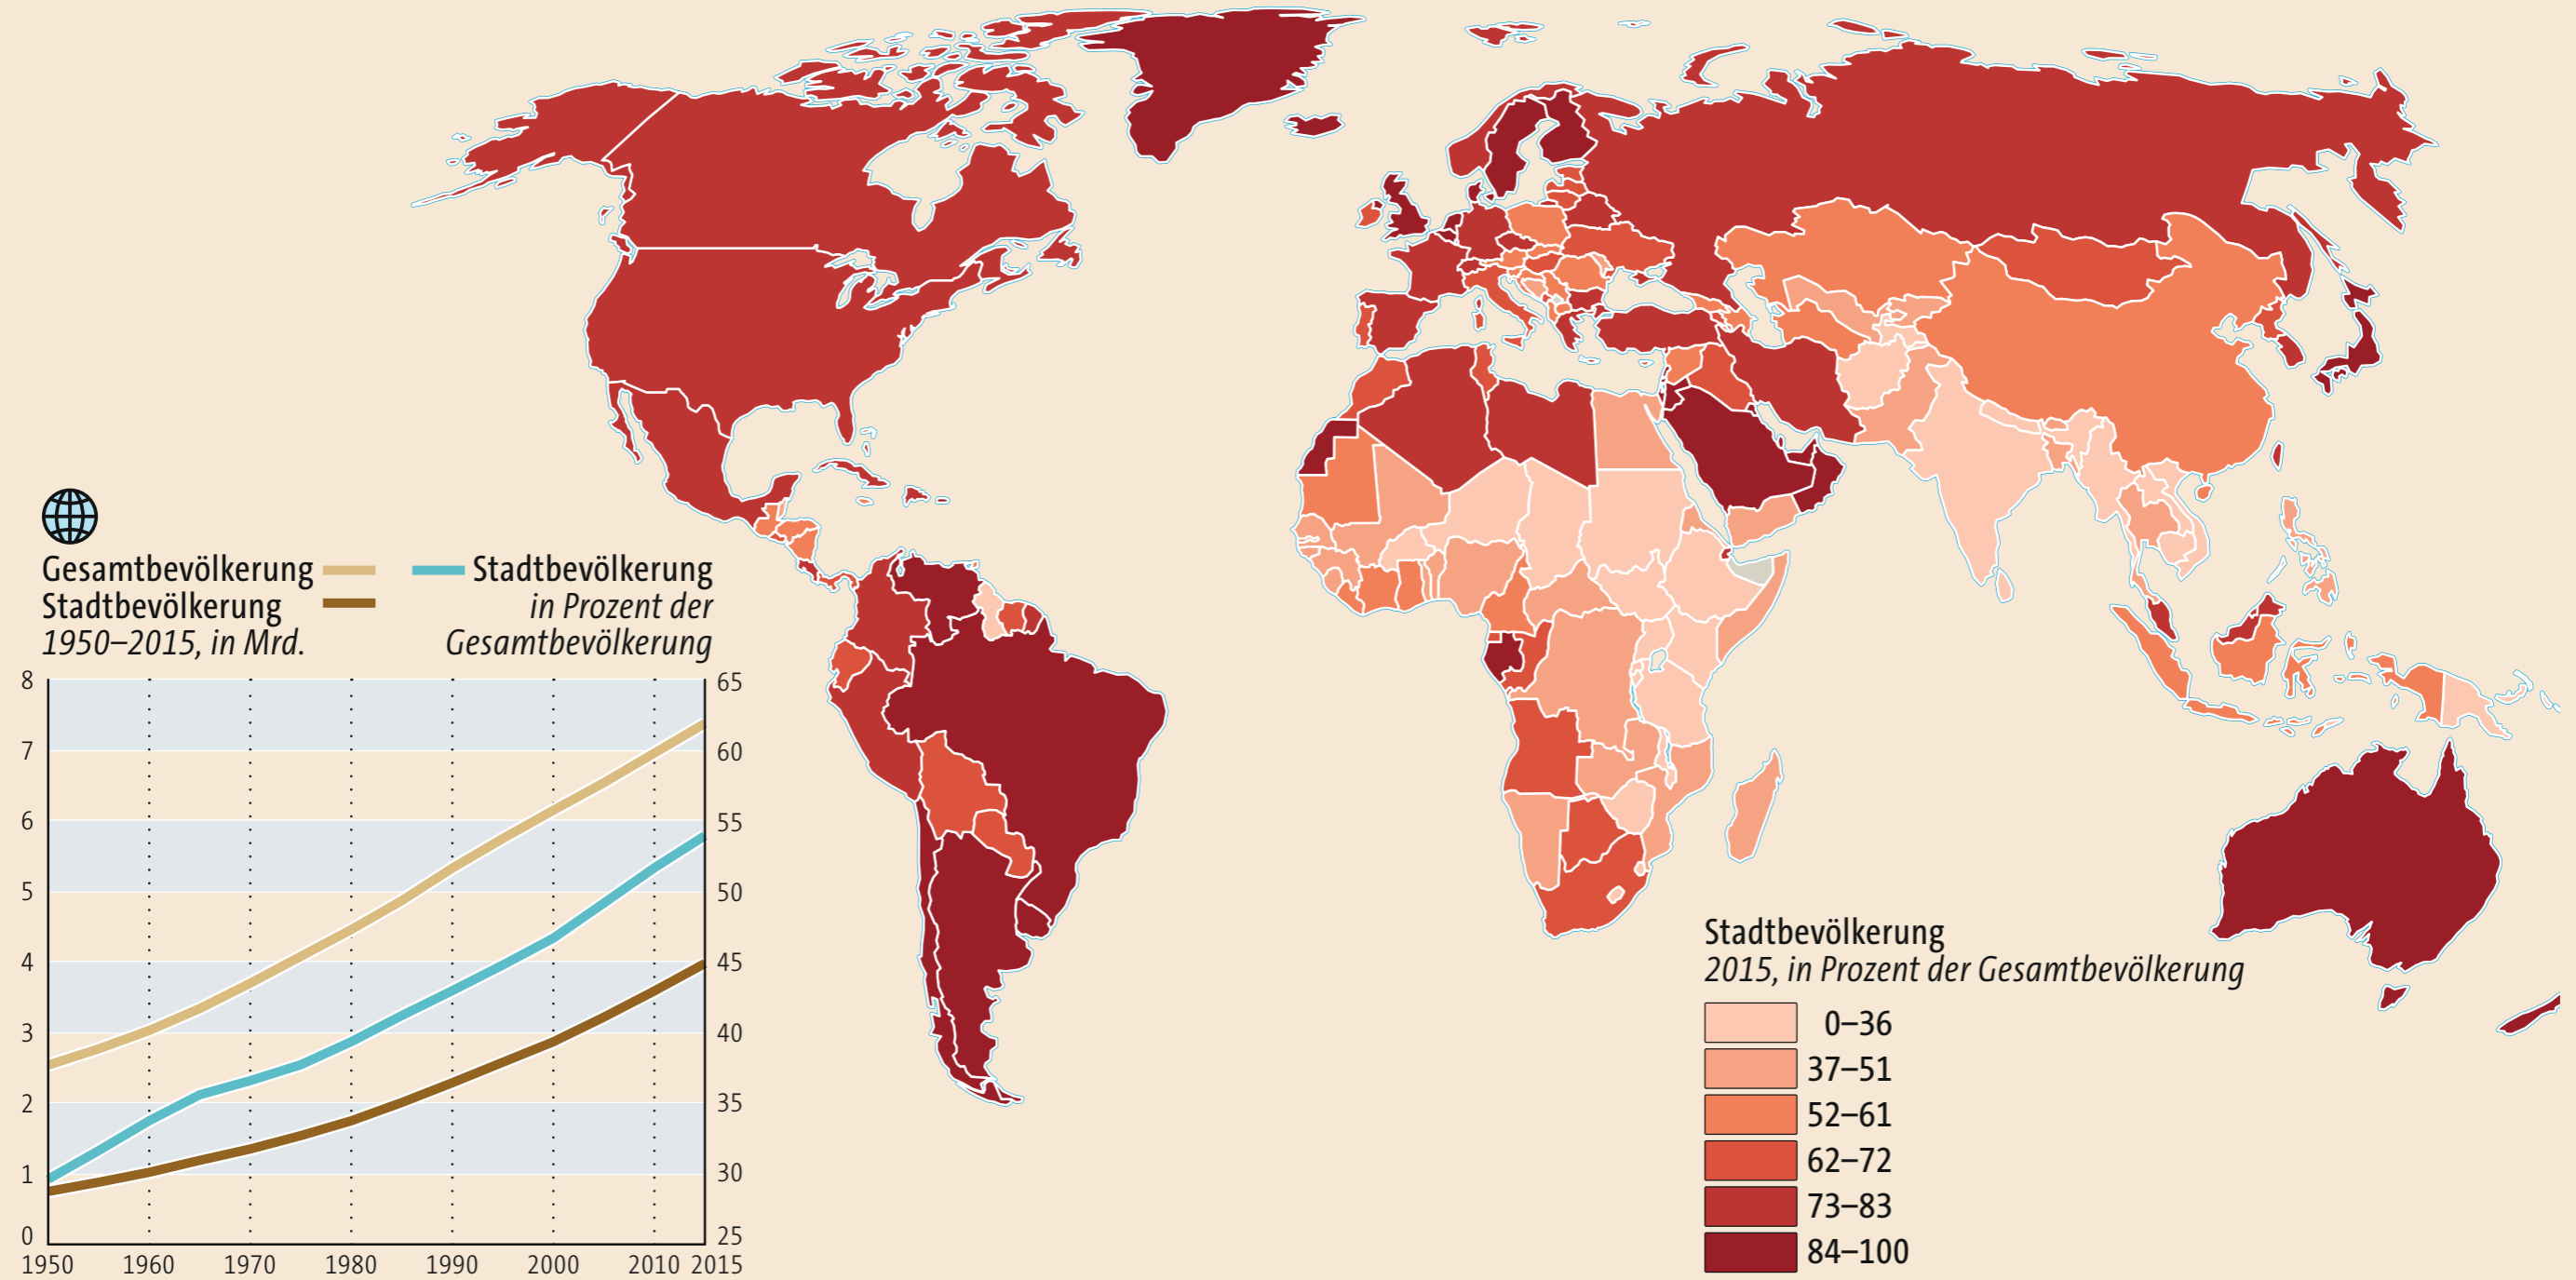 Gesamtbevölkerung
Stadtbevölkerung
1950–2015, in Mrd.
Stadtbevölkerung
in Prozent der
Gesamtbevölkerung
8
7
6
5
4
3
2
1
0
65
60
55
50
45
40
35
30
25
1950 1960 1970 1980 1990 2000 2010 2015
Stadtbevölkerung
2015, in Prozent der Gesamtbevölkerung
0–36
37–51
52–61
62–72
73–83
84–100